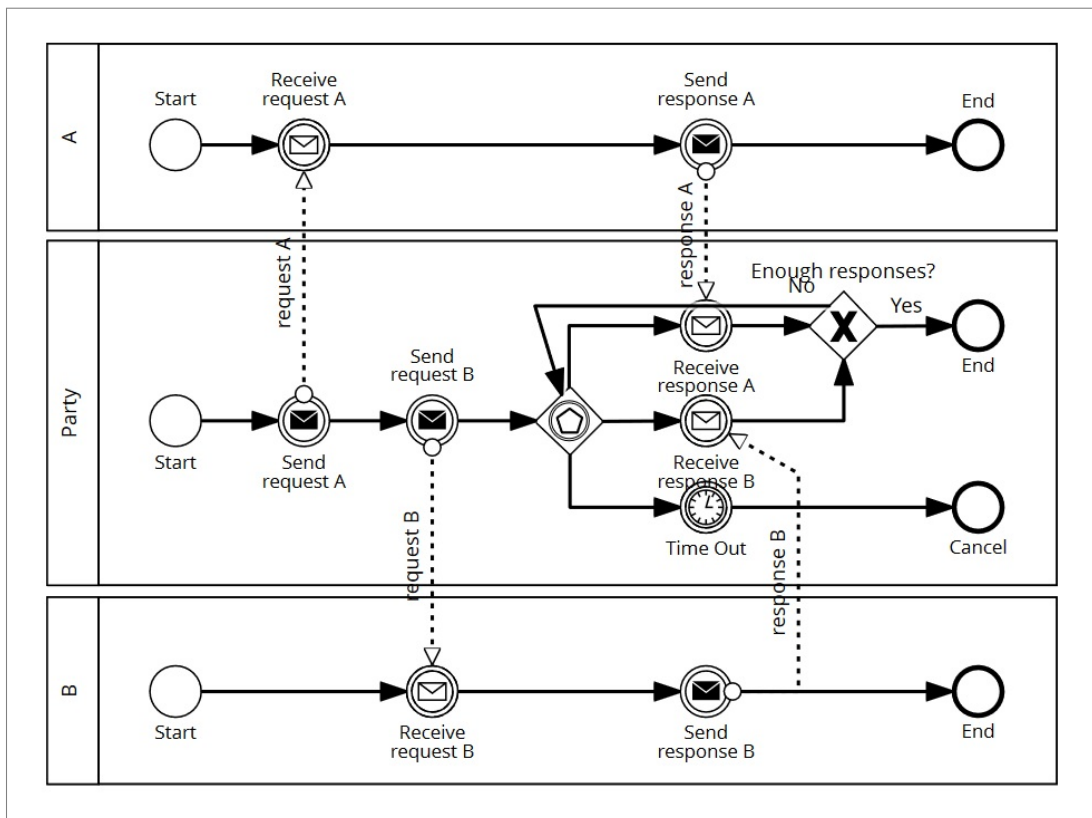 A
Start
Receive
request A
Send
response A
End
request A
response A
Party
Start
Send
request A
Send
request B
Enough responses?
No
Yes
End
Receive
response A
Receive
response B
Time Out
Cancel
request B
response B
B
Start
Receive
request B
Send
response B
End